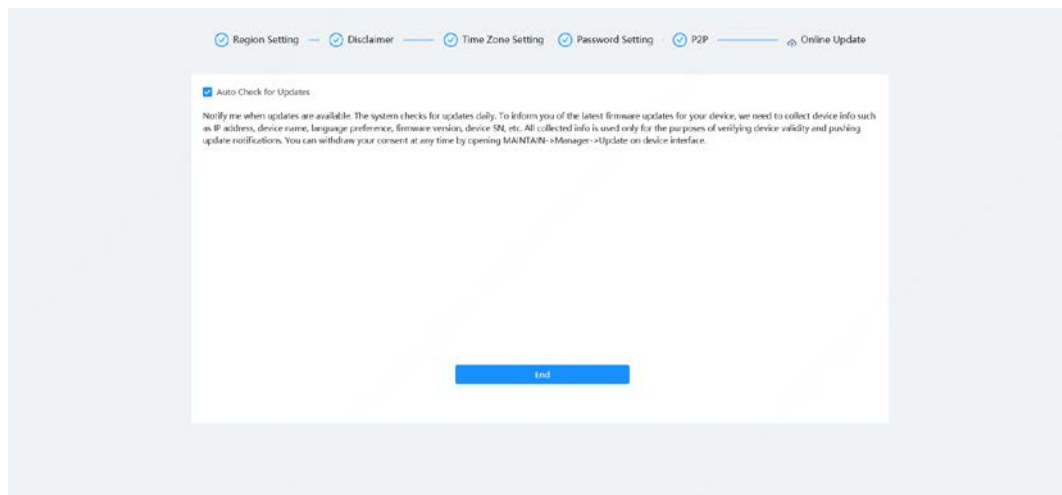 Region Setting Disclaimer Time Zone Setting Password Setting P2P Online Update
Auto Check for Updates
Notify me when updates are available. The system checks for updates daily. To inform you of the latest firmware updates for your device, we need to collect device info such
as IP address, device name, language preference, firmware version, device SN, etc. All collected info is used only for the purposes of verifying device validity and pushing
update notifications. You can withdraw your consent at any time by opening MAINTAIN->Manager->Update on device interface.
End